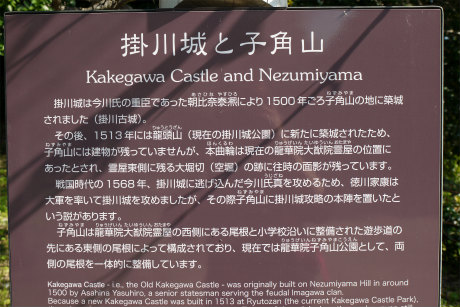 掛川城と子角山
Kakegawa Castle and Nezumiyama
掛川城は今川氏の重臣であった朝比奈泰煕により1500年ごろ子角山の地に築城
されました（掛川古城）。
その後、1513年には龍頭山（現在の掛川城公園）に新たに築城されたため、
子角山には建物が残っていませんが、本曲輪は現在の龍華院大猷院霊屋の位置に
あったとされ、霊屋東側に残る大堀切（空堀）の跡に往時の面影が残っています。
戦国時代の1568年、掛川城に逃げ込んだ今川氏真を攻めるため、徳川家康は
大軍を率いて掛川城を攻めましたが、その際子角山に掛川城攻略の本陣を置いたと
いう説があります。
子角山は龍華院大猷院霊屋の西側にある尾根と小学校沿いに整備された遊歩道の
先にある東側の尾根によって構成されており、現在では龍華院子角山公園として、両
側の尾根を一体的に整備しています。
Kakegawa Castle - i.e., the Old Kakegawa Castle - was originally built on Nezumiyama Hill in around
1500 by Asahina Yasuhiro, a senior statesman serving the feudal Imagawa clan.
Because a new Kakegawa Castle was built in 1513 at Ryutozan (the current Kakegawa Castle Park),